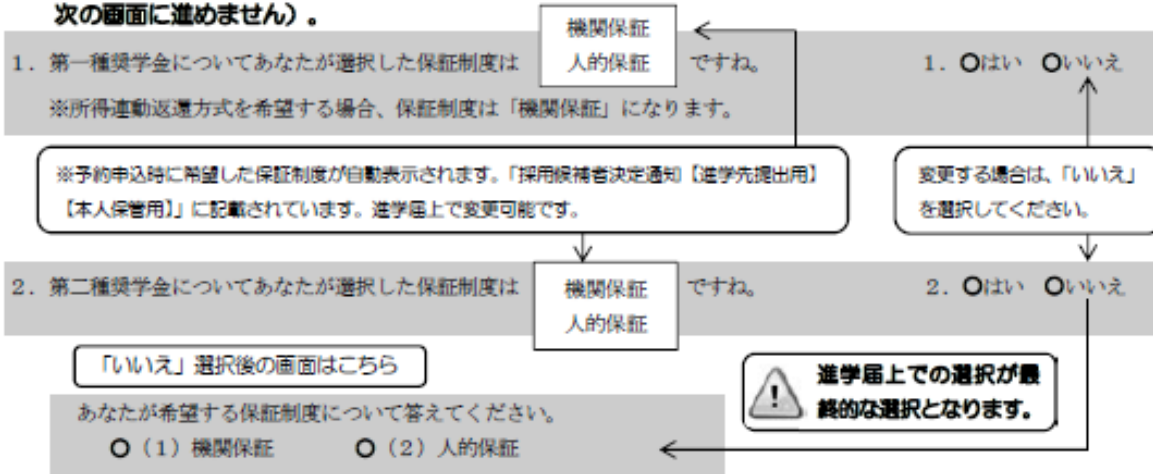 次の画面に進めません）。
機関保証
1．第一種奨学金についてあなたが選択した保証制度は 人的保証 ですね。 1．○はい ○いいえ
※所得連動返還方式を希望する場合、保証制度は「機関保証」になります。
※予約申込時に希望した保証制度が自動表示されます。「採用候補者決定通知【進学先提出用】
【本人保管用】」に記載されています。進学届上で変更可能です。
変更する場合は、「いいえ」
を選択してください。
2．第二種奨学金についてあなたが選択した保証制度は 機関保証 ですね。 2．○はい ○いいえ
人的保証
「いいえ」選択後の画面はこちら
進学届上での選択が最
終的な選択となります。
あなたが希望する保証制度について答えてください。
○（1）機関保証 ○（2）人的保証